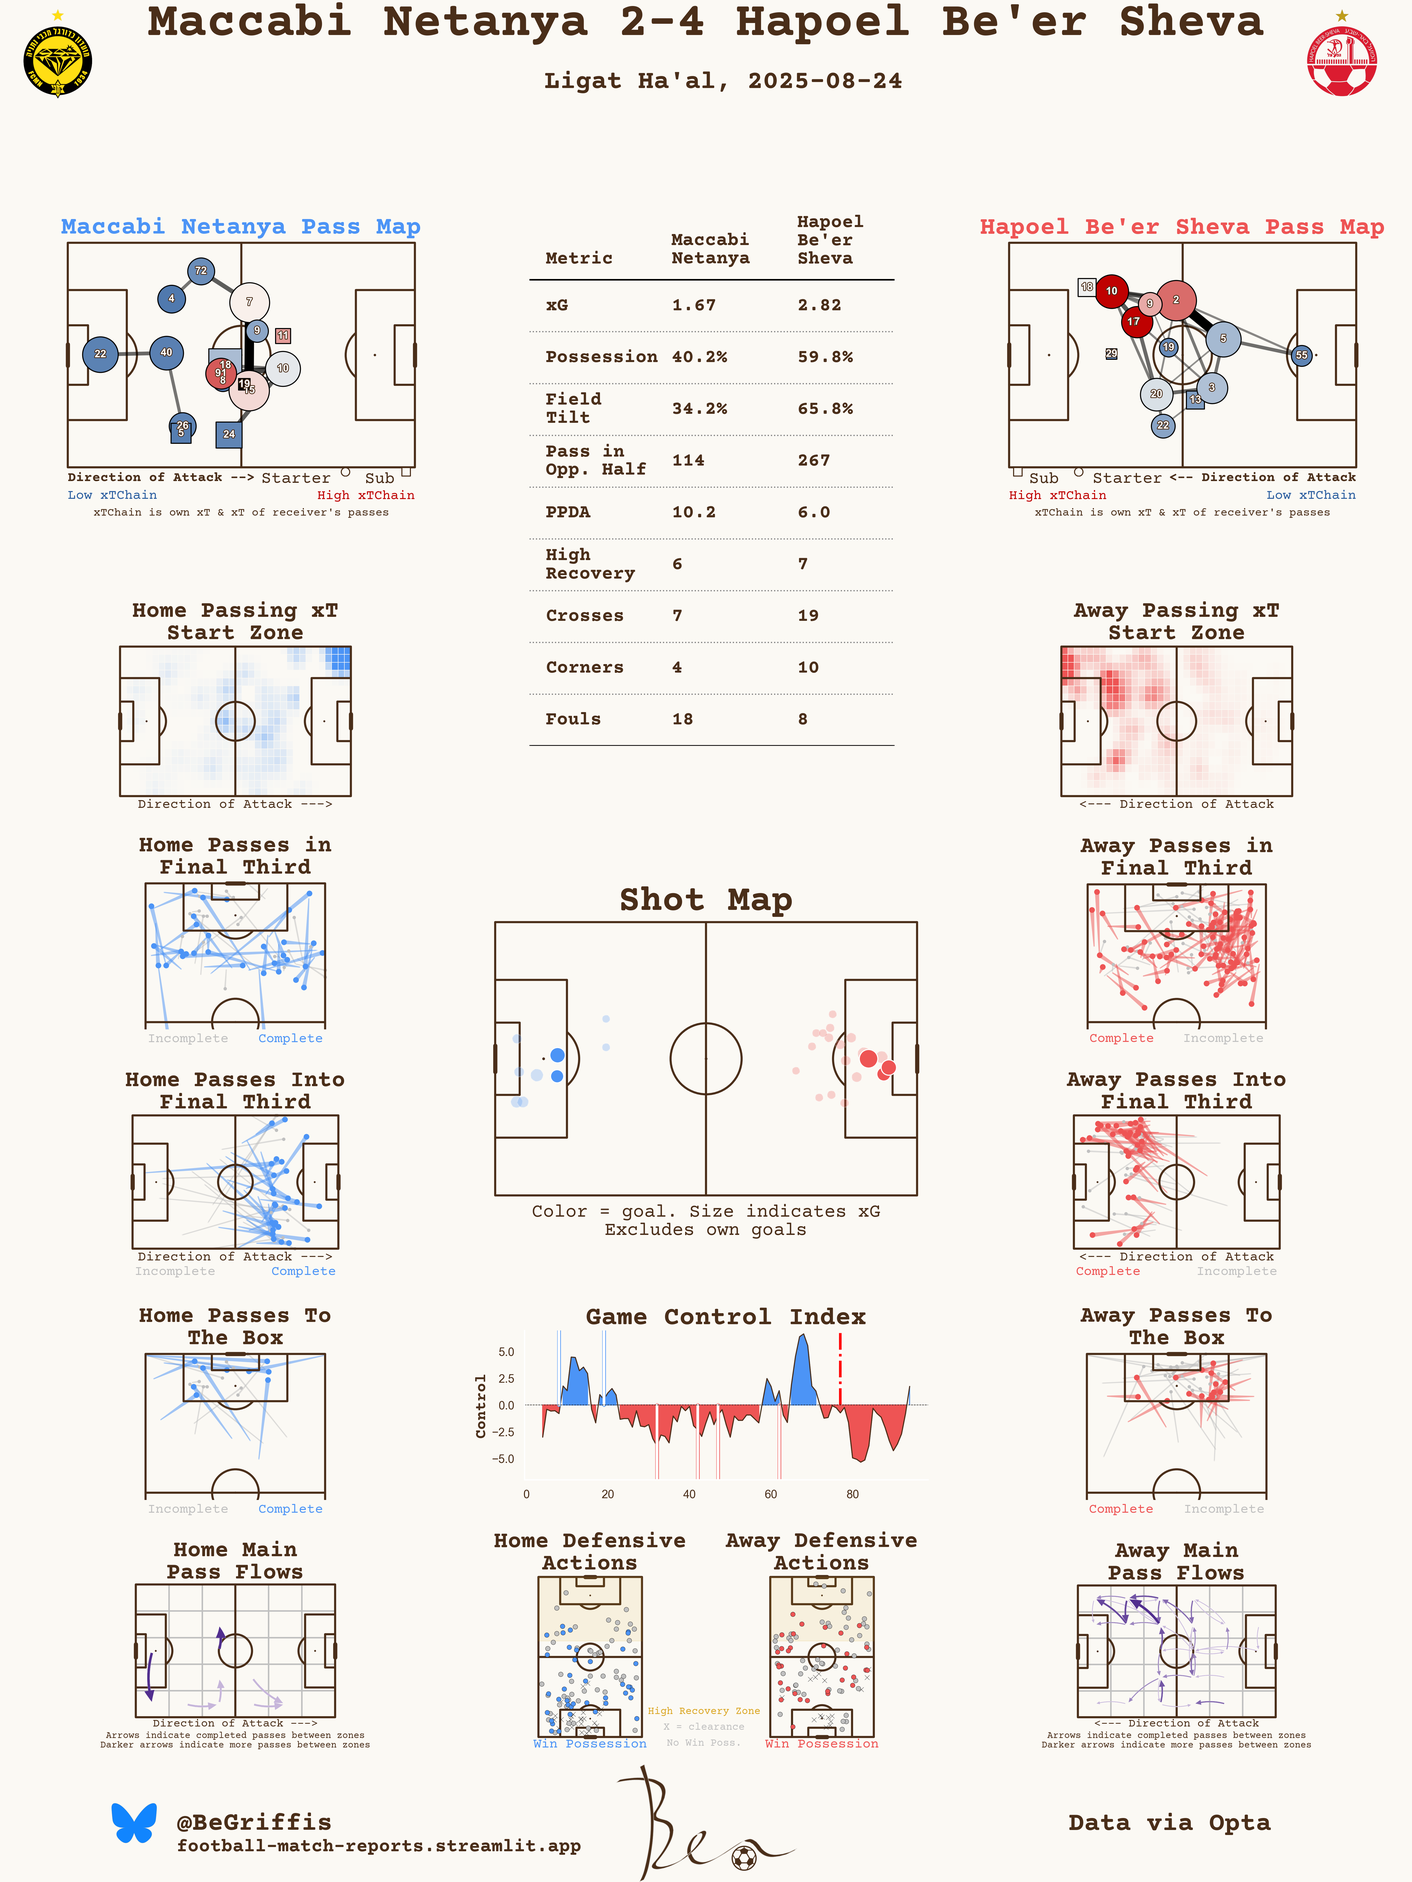 Maccabi Netanya 2-4 Hapoel Be'er Sheva
Ligat Ha'al, 2025-08-24
Maccabi Netanya Pass Map
72
4
7
9
11
22
40
18
10
91
8
19
15
26
5
24
Direction of Attack --> Starter Sub
Low xTChain High xTChain
xTChain is own xT & xT of receiver's passes
Metric Maccabi Netanya Hapoel Be'er Sheva
xG 1.67 2.82
Possession 40.2% 59.8%
Field Tilt 34.2% 65.8%
Pass in Opp. Half 114 267
PPDA 10.2 6.0
High Recovery 6 7
Crosses 7 19
Corners 4 10
Fouls 18 8
Hapoel Be'er Sheva Pass Map
18
10
9
2
17
5
29
19
55
20
3
13
22
Sub Starter <-- Direction of Attack
High xTChain Low xTChain
xTChain is own xT & xT of receiver's passes
Home Passing xT
Start Zone
Direction of Attack --->
Away Passing xT
Start Zone
<--- Direction of Attack
Home Passes in
Final Third
Incomplete Complete
Away Passes in
Final Third
Complete Incomplete
Shot Map
Color = goal. Size indicates xG
Excludes own goals
Home Passes Into
Final Third
Direction of Attack --->
Incomplete Complete
Away Passes Into
Final Third
<--- Direction of Attack
Complete Incomplete
Home Passes To
The Box
Incomplete Complete
Game Control Index
Control
5.0
2.5
0.0
−2.5
−5.0
0 20 40 60 80
Away Passes To
The Box
Complete Incomplete
Home Main
Pass Flows
Direction of Attack --->
Arrows indicate completed passes between zones
Darker arrows indicate more passes between zones
Home Defensive
Actions
Win Possession
Away Defensive
Actions
Win Possession
High Recovery Zone
X = clearance
No Win Poss.
Away Main
Pass Flows
<--- Direction of Attack
Arrows indicate completed passes between zones
Darker arrows indicate more passes between zones
@BeGriffis
football-match-reports.streamlit.app
Ben
Data via Opta